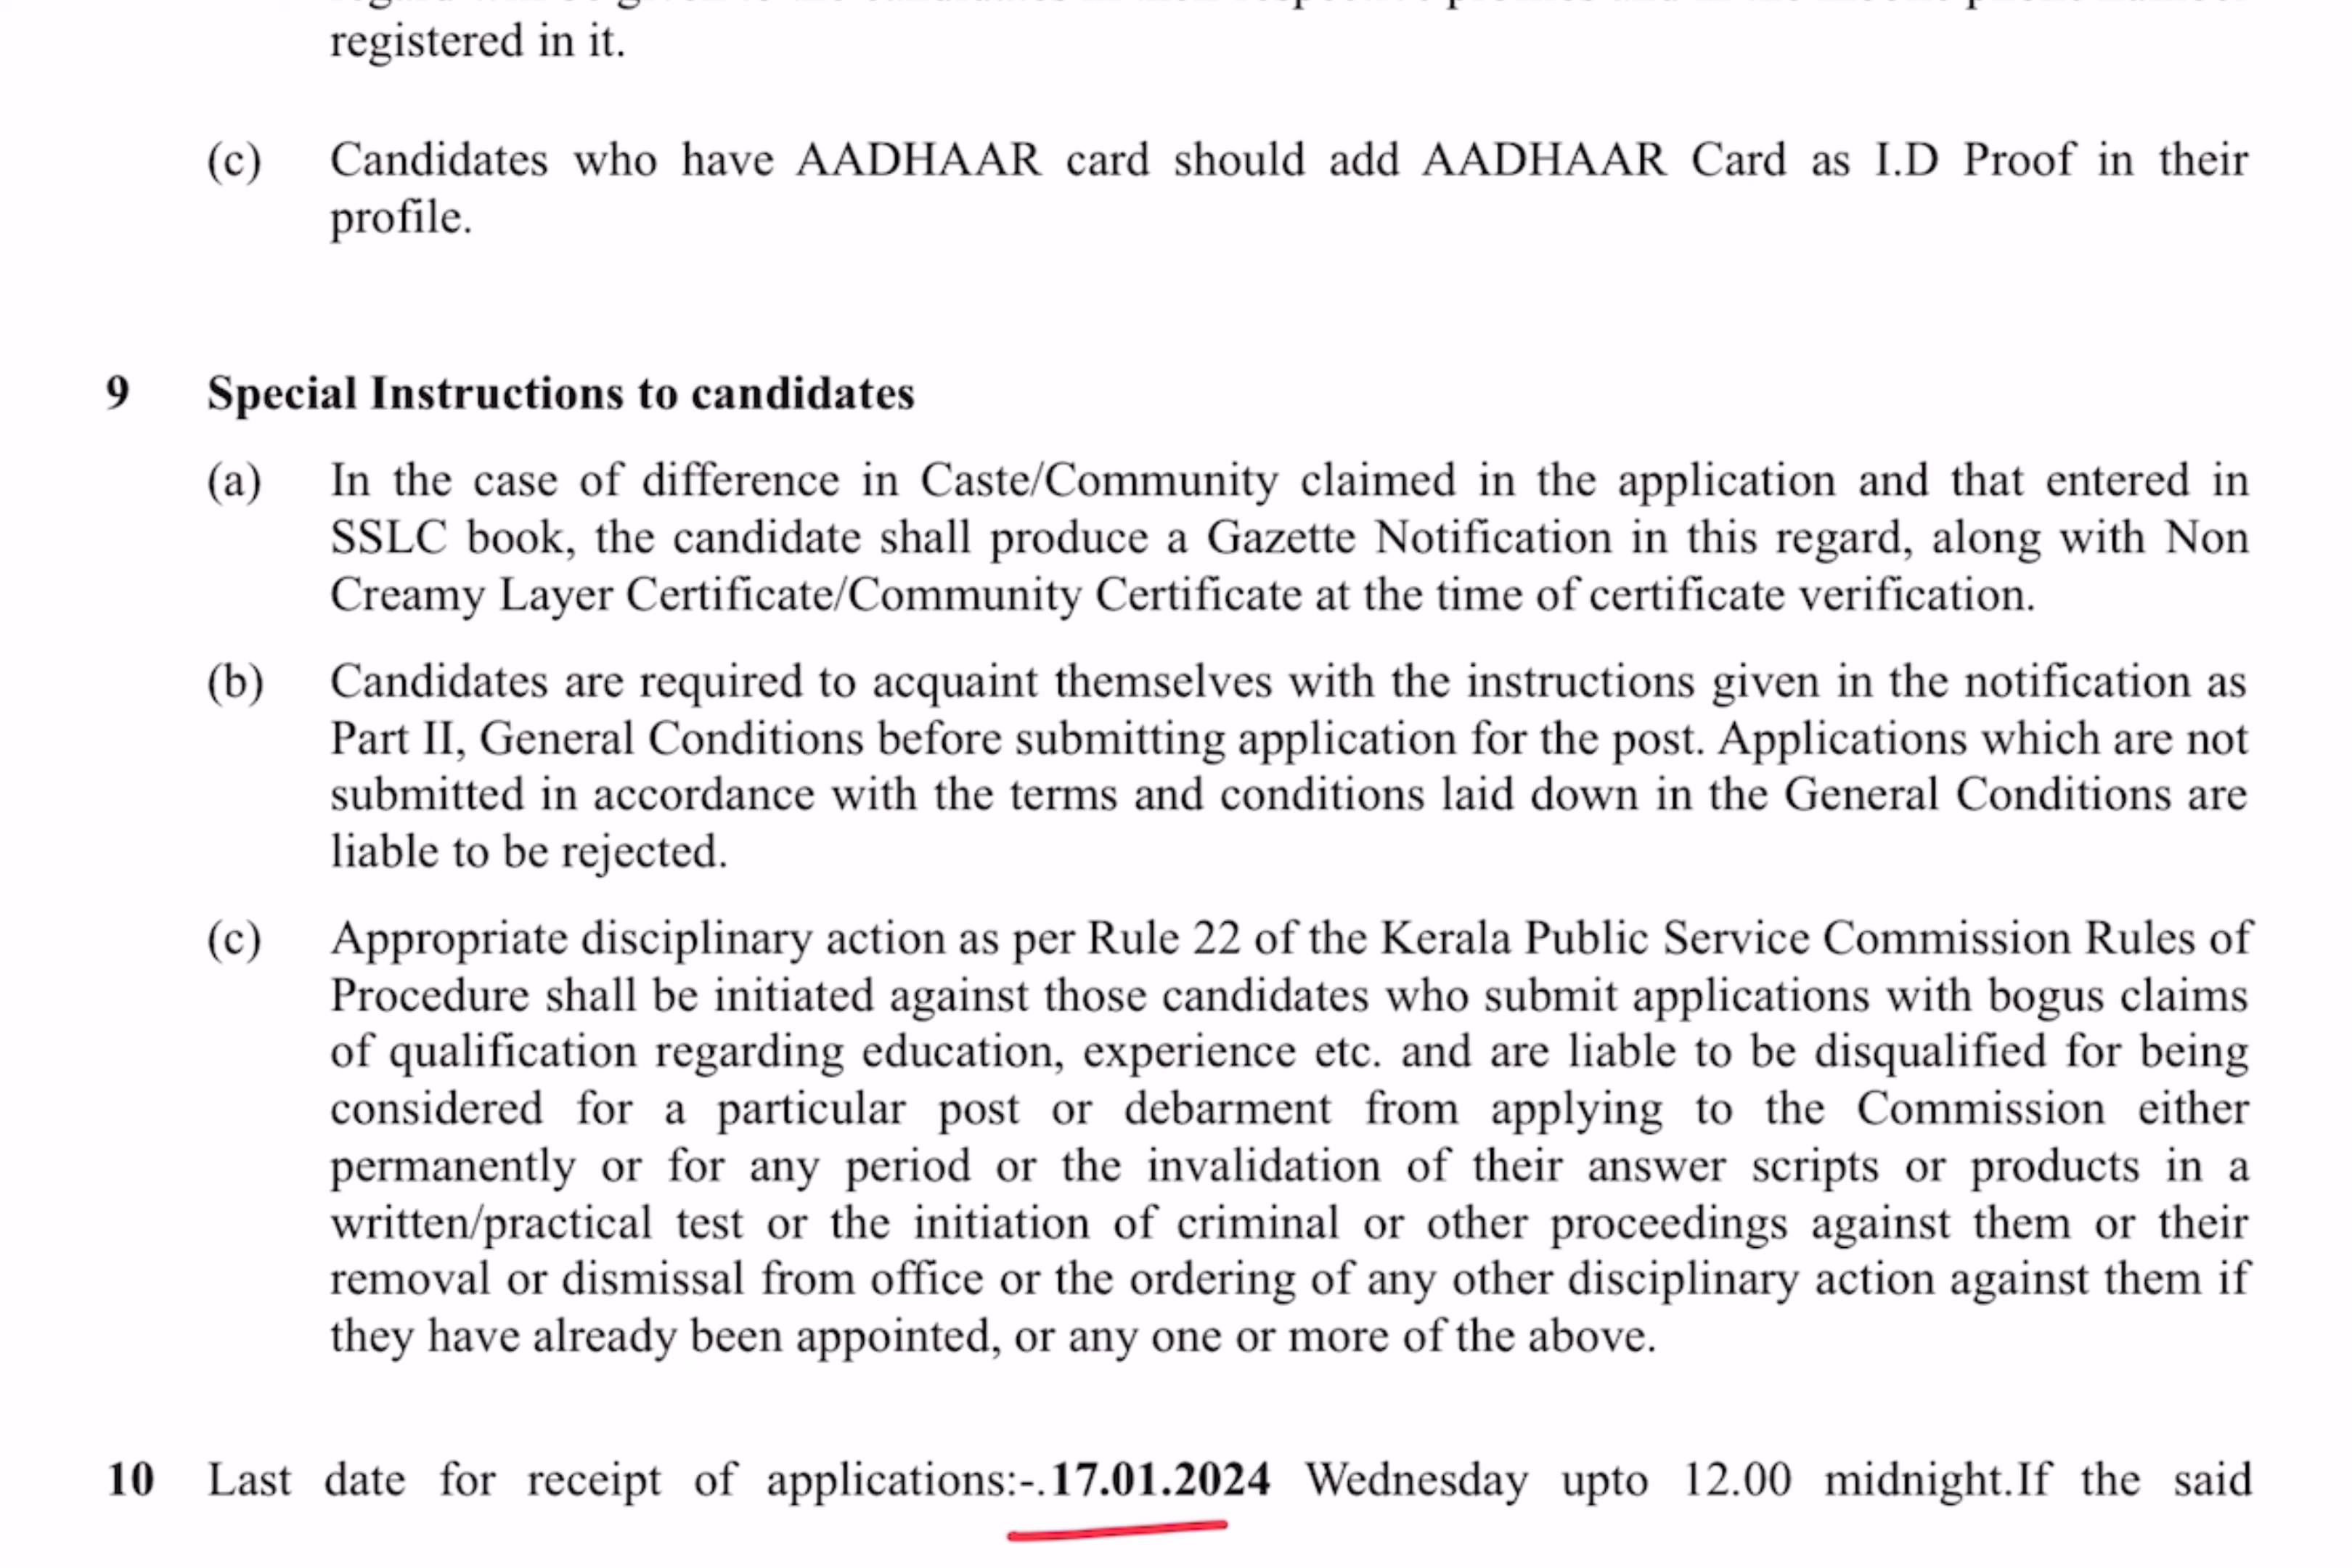 registered in it.
(c) Candidates who have AADHAAR card should add AADHAAR Card as I.D Proof in their
profile.
9 Special Instructions to candidates
(a) In the case of difference in Caste/Community claimed in the application and that entered in
SSLC book, the candidate shall produce a Gazette Notification in this regard, along with Non
Creamy Layer Certificate/Community Certificate at the time of certificate verification.
(b) Candidates are required to acquaint themselves with the instructions given in the notification as
Part II, General Conditions before submitting application for the post. Applications which are not
submitted in accordance with the terms and conditions laid down in the General Conditions are
liable to be rejected.
(c) Appropriate disciplinary action as per Rule 22 of the Kerala Public Service Commission Rules of
Procedure shall be initiated against those candidates who submit applications with bogus claims
of qualification regarding education, experience etc. and are liable to be disqualified for being
considered for a particular post or debarment from applying to the Commission either
permanently or for any period or the invalidation of their answer scripts or products in a
written/practical test or the initiation of criminal or other proceedings against them or their
removal or dismissal from office or the ordering of any other disciplinary action against them if
they have already been appointed, or any one or more of the above.
10 Last date for receipt of applications:-.17.01.2024 Wednesday upto 12.00 midnight.If the said